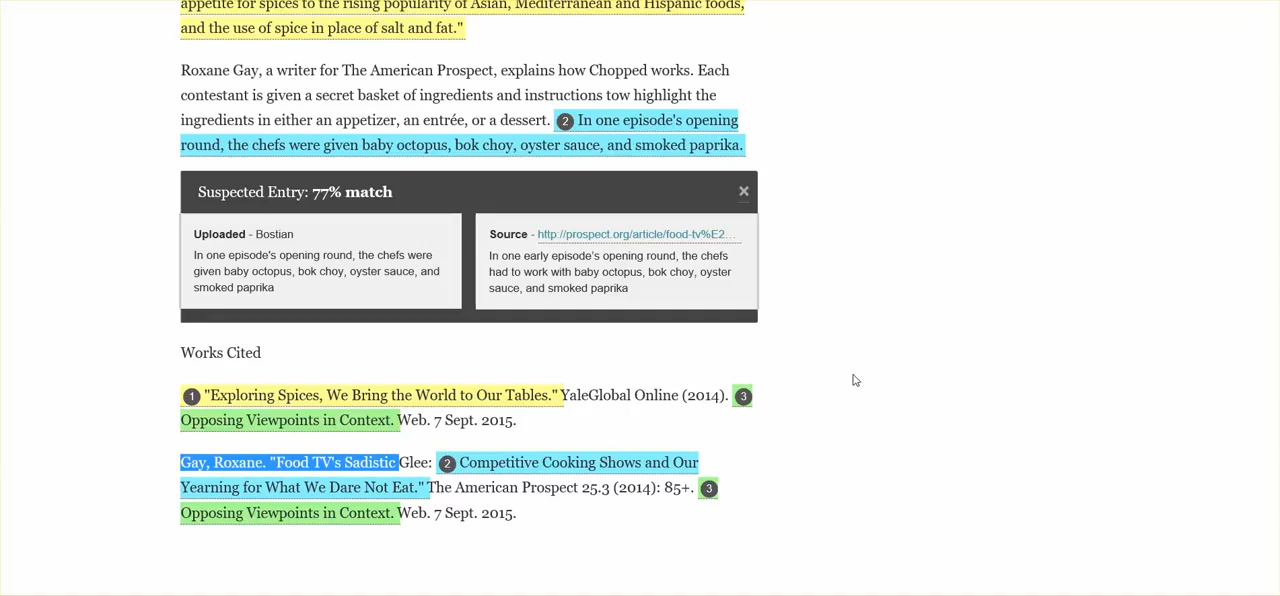 appetite for spices to the rising popularity of Asian, Mediterranean and Hispanic foods,
and the use of spice in place of salt and fat."
Roxane Gay, a writer for The American Prospect, explains how Chopped works. Each
contestant is given a secret basket of ingredients and instructions tow highlight the
ingredients in either an appetizer, an entrée, or a dessert. 2 In one episode's opening
round, the chefs were given baby octopus, bok choy, oyster sauce, and smoked paprika.
Suspected Entry: 77% match ×
Uploaded - Bostian
In one episode's opening round, the chefs were
given baby octopus, bok choy, oyster sauce, and
smoked paprika
Source - http://prospect.org/article/food-tv%E2...
In one early episode’s opening round, the chefs
had to work with baby octopus, bok choy, oyster
sauce, and smoked paprika
Works Cited
1 "Exploring Spices, We Bring the World to Our Tables." YaleGlobal Online (2014). 3
Opposing Viewpoints in Context. Web. 7 Sept. 2015.
Gay, Roxane. "Food TV's Sadistic Glee: 2 Competitive Cooking Shows and Our
Yearning for What We Dare Not Eat." The American Prospect 25.3 (2014): 85+. 3
Opposing Viewpoints in Context. Web. 7 Sept. 2015.